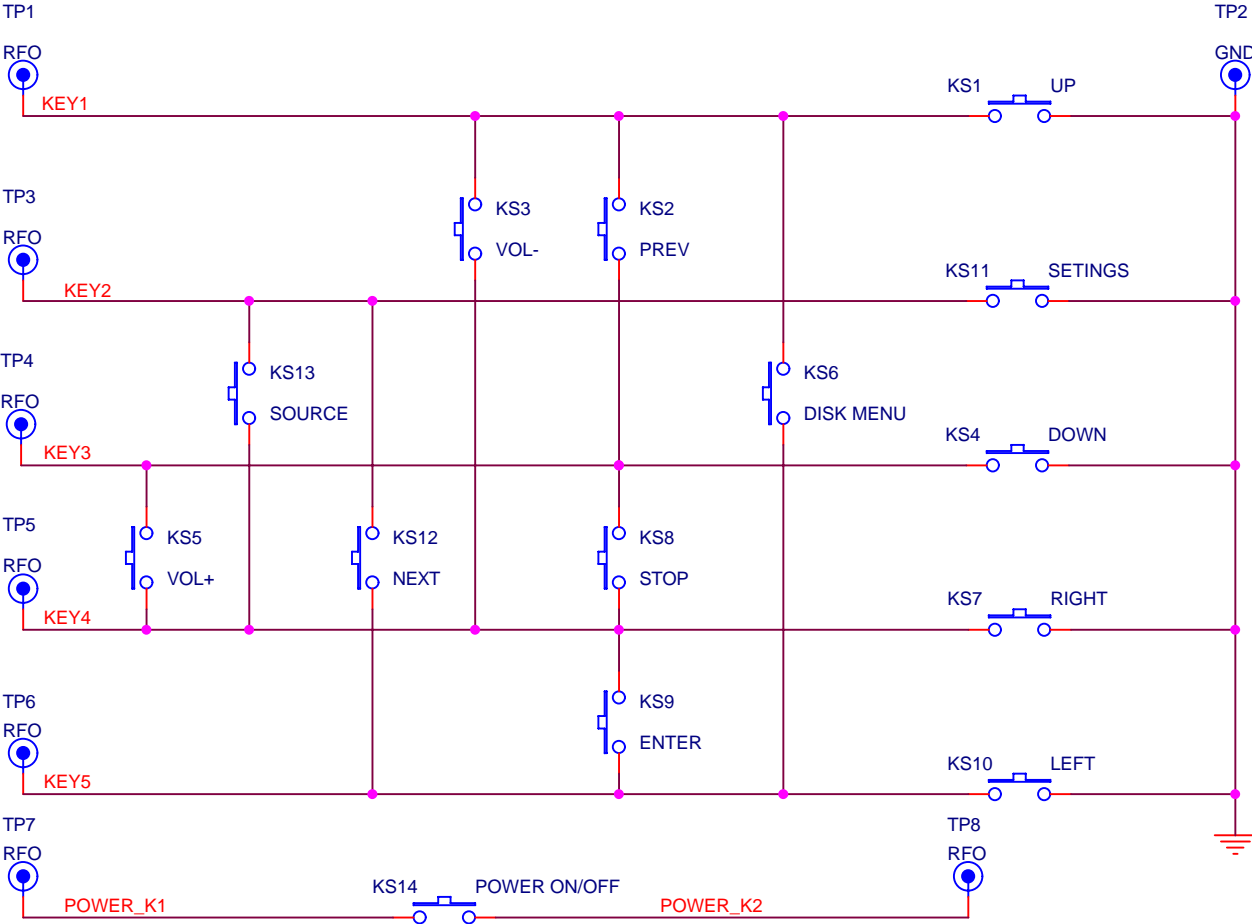 TP1
TP2
RFO
GND
KEY1
KS1 UP
TP3
RFO
KS3
VOL-
KS2
PREV
KEY2
KS11 SETINGS
TP4
RFO
KS13
SOURCE
KS6
DISK MENU
KEY3
KS4 DOWN
TP5
RFO
KS5
VOL+
KS12
NEXT
KS8
STOP
KEY4
KS7 RIGHT
TP6
RFO
KS9
ENTER
KEY5
KS10 LEFT
TP7
RFO
TP8
RFO
POWER_K1
KS14 POWER ON/OFF
POWER_K2